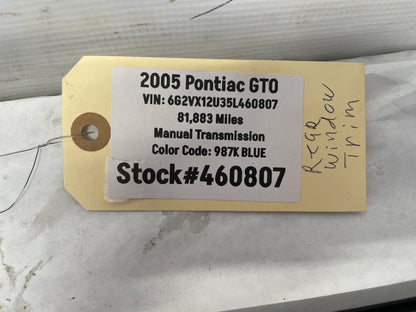 2005 Pontiac GTO
VIN: 6G2VX12U35L460807
81,883 Miles
Manual Transmission
Color Code: 987K BLUE
Stock#460807
Rear
window
Trim